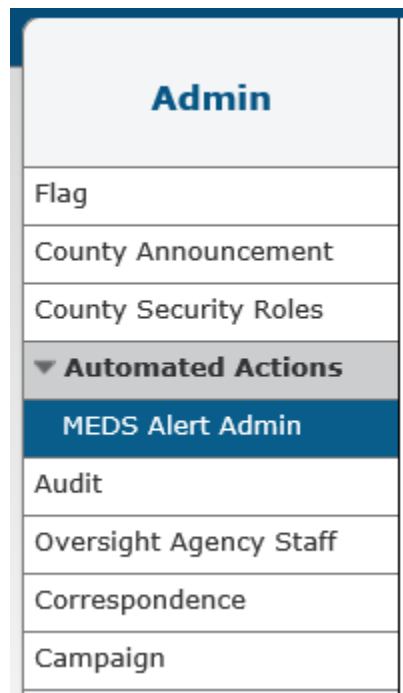 Admin
Flag
County Announcement
County Security Roles
Automated Actions
MEDS Alert Admin
Audit
Oversight Agency Staff
Correspondence
Campaign